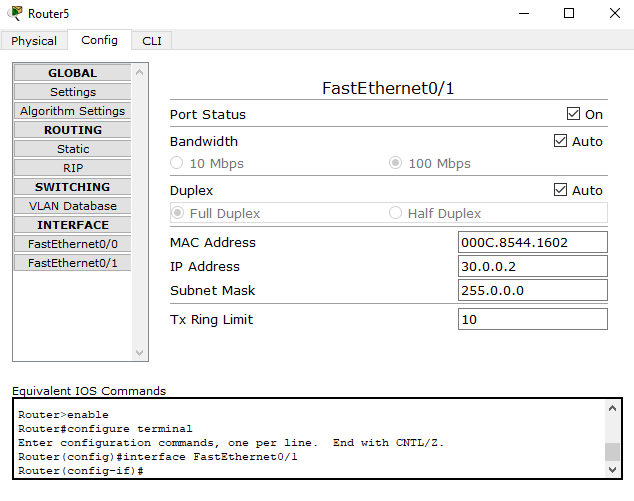 Router5
Physical Config CLI
GLOBAL
Settings
Algorithm Settings
ROUTING
Static
RIP
SWITCHING
VLAN Database
INTERFACE
FastEthernet0/0
FastEthernet0/1
FastEthernet0/1
Port Status On
Bandwidth Auto
10 Mbps 100 Mbps
Duplex Auto
Full Duplex Half Duplex
MAC Address 000C.8544.1602
IP Address 30.0.0.2
Subnet Mask 255.0.0.0
Tx Ring Limit 10
Equivalent IOS Commands
Router>enable
Router#configure terminal
Enter configuration commands, one per line.  End with CNTL/Z.
Router(config)#interface FastEthernet0/1
Router(config-if)#